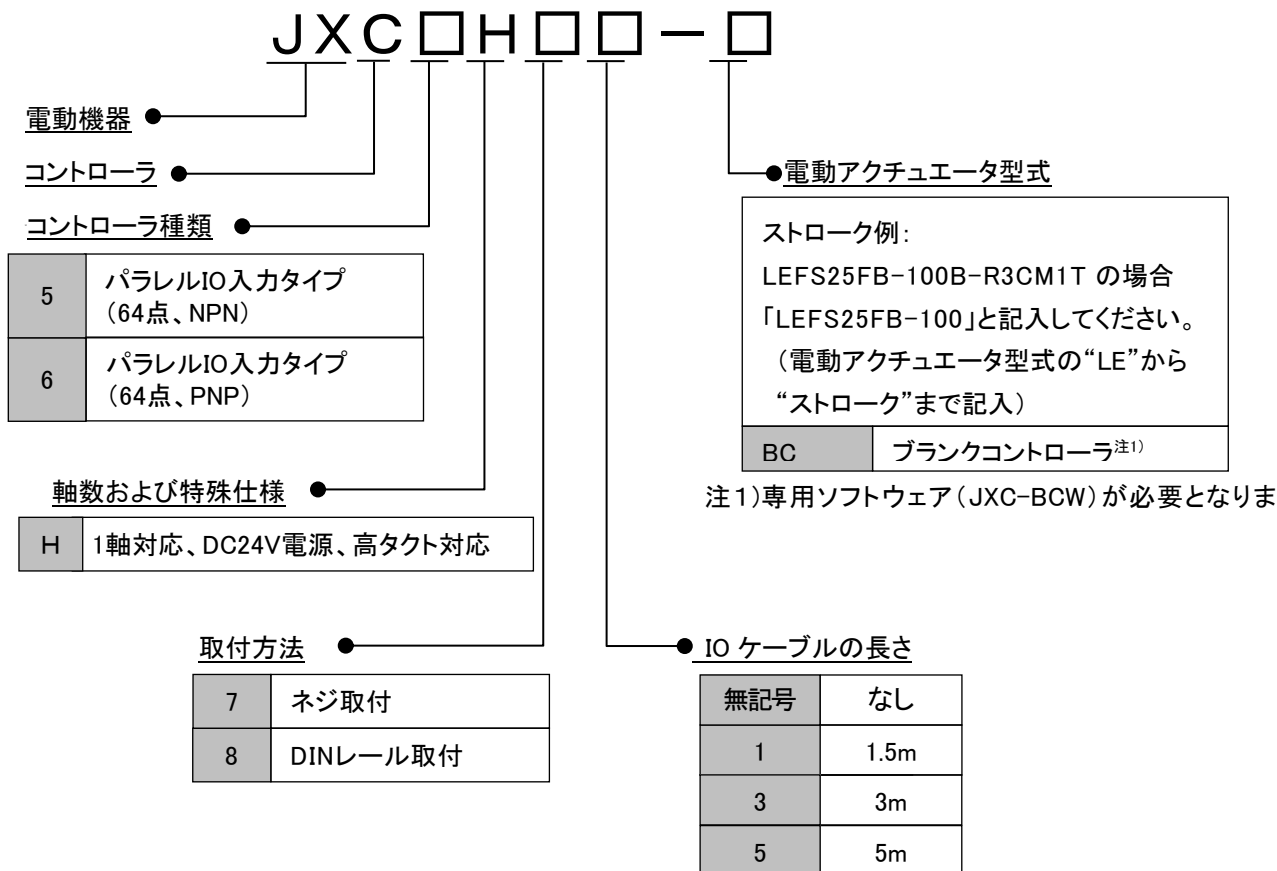 JXC□H□□-□
電動機器
コントローラ
コントローラ種類
5 パラレルIO入力タイプ
(64点、NPN)
6 パラレルIO入力タイプ
(64点、PNP)
軸数および特殊仕様
H 1軸対応、DC24V電源、高タクト対応
取付方法
7 ネジ取付
8 DINレール取付
電動アクチュエータ型式
ストローク例:
LEFS25FB-100B-R3CM1T の場合
「LEFS25FB-100」と記入してください。
(電動アクチュエータ型式の“LE”から
“ストローク”まで記入)
BC ブランクコントローラ注1)
注1)専用ソフトウェア(JXC-BCW)が必要となりま
IO ケーブルの長さ
無記号 なし
1 1.5m
3 3m
5 5m